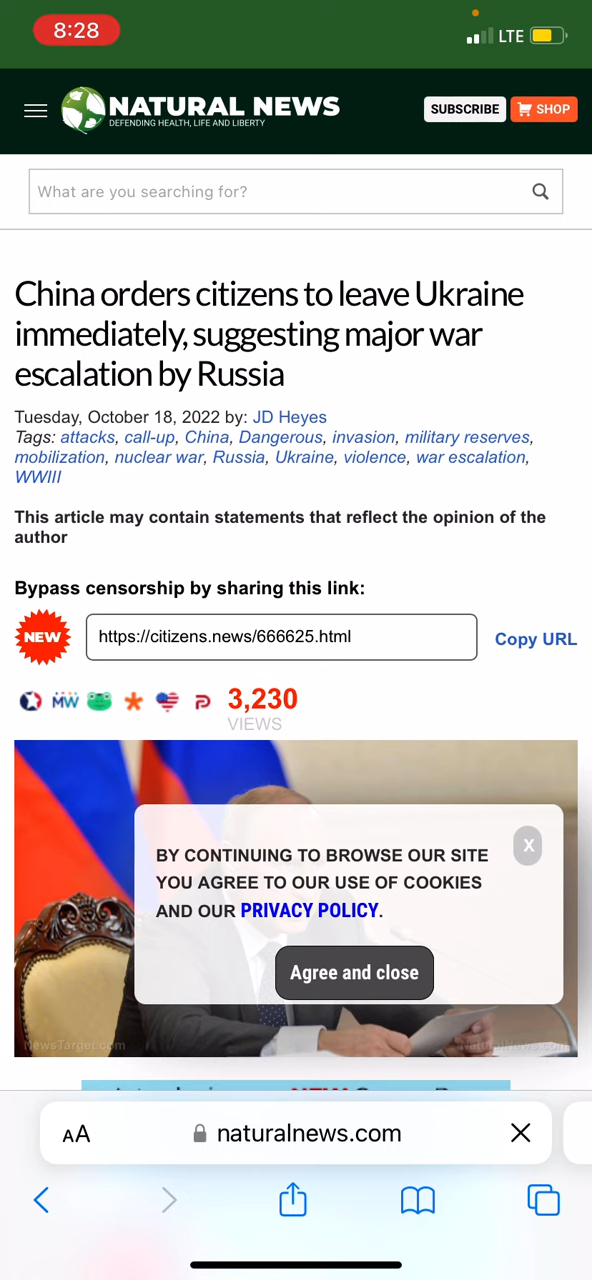 8:28
LTE
NATURAL NEWS
DEFENDING HEALTH, LIFE AND LIBERTY
SUBSCRIBE
SHOP
What are you searching for?
China orders citizens to leave Ukraine
immediately, suggesting major war
escalation by Russia
Tuesday, October 18, 2022 by: JD Heyes
Tags: attacks, call-up, China, Dangerous, invasion, military reserves,
mobilization, nuclear war, Russia, Ukraine, violence, war escalation,
WWIII
This article may contain statements that reflect the opinion of the
author
Bypass censorship by sharing this link:
NEW
https://citizens.news/666625.html
Copy URL
MW
3,230
VIEWS
BY CONTINUING TO BROWSE OUR SITE
X
YOU AGREE TO OUR USE OF COOKIES
AND OUR PRIVACY POLICY.
Agree and close
NewsTarget.com
NaturalNews.com
AA
naturalnews.com